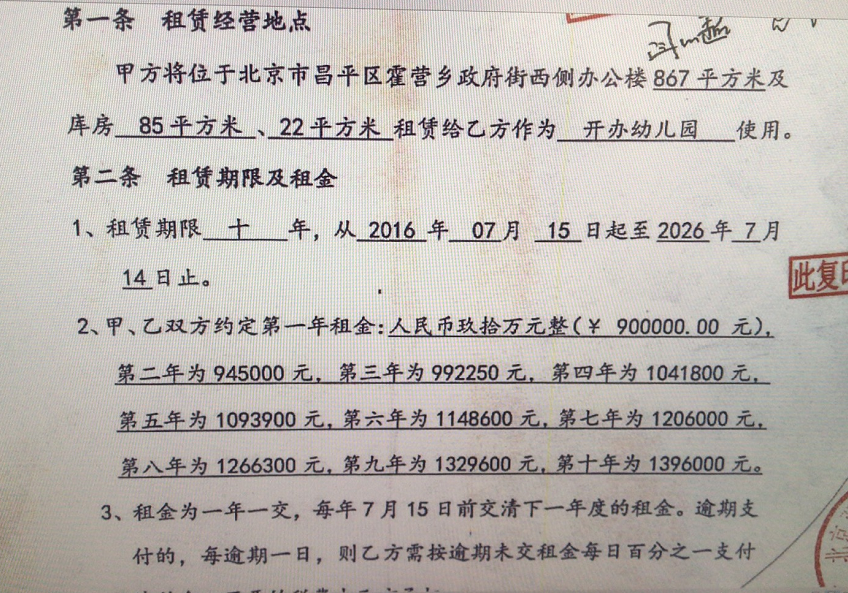 第一条　租赁经营地点
甲方将位于北京市昌平区霍营乡政府街西侧办公楼 867 平方米及
库房 85 平方米 、22 平方米 租赁给乙方作为 开办幼儿园 使用。
第二条　租赁期限及租金
1、租赁期限 十 年，从 2016 年 07 月 15 日起至 2026 年 7 月
14 日止。
此复印
2、甲、乙双方约定第一年租金：人民币玖拾万元整（￥ 900000.00 元），
第二年为 945000 元，第三年为 992250 元，第四年为 1041800 元，
第五年为 1093900 元，第六年为 1148600 元，第七年为 1206000 元，
第八年为 1266300 元，第九年为 1329600 元，第十年为 1396000 元。
3、租金为一年一交，每年 7 月 15 日前交清下一年度的租金。逾期支
付的，每逾期一日，则乙方需按逾期未交租金每日百分之一支付